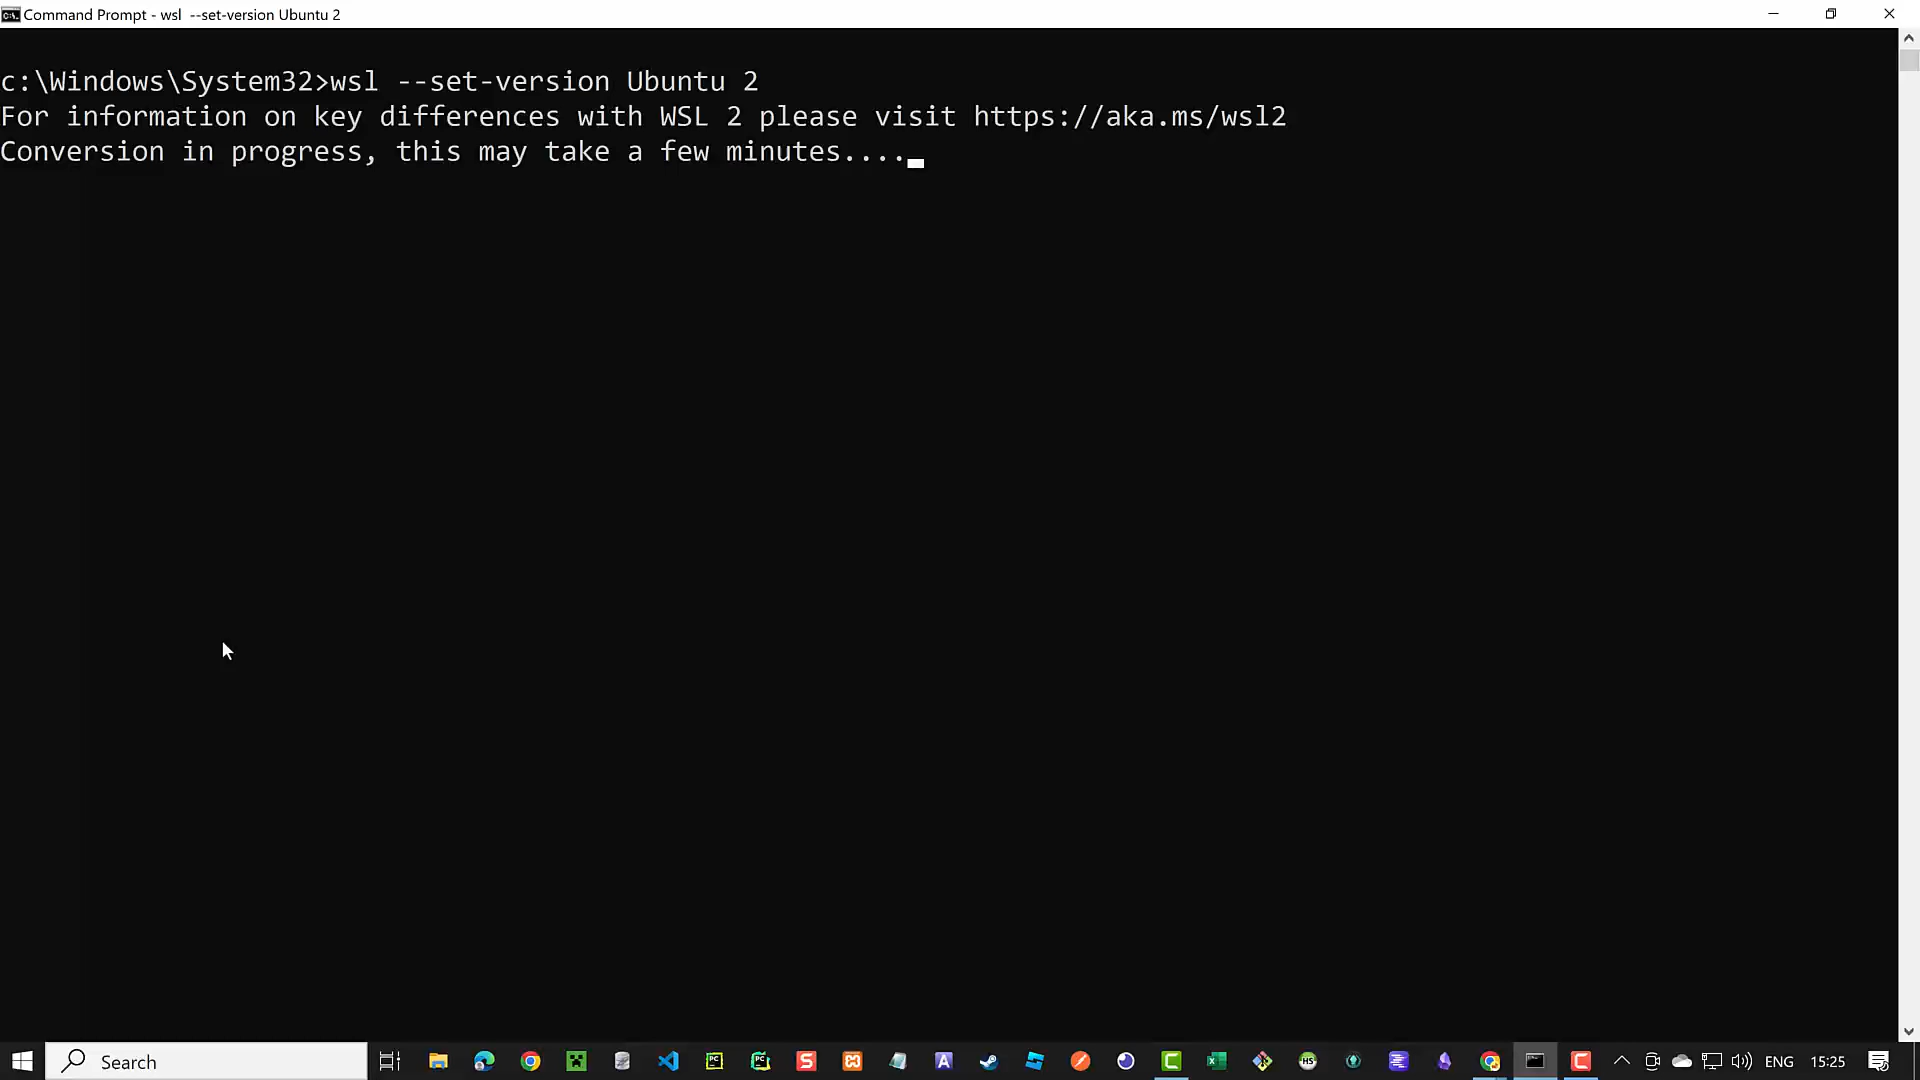 Command Prompt - wsl  --set-version Ubuntu 2
c:\Windows\System32>wsl --set-version Ubuntu 2
For information on key differences with WSL 2 please visit https://aka.ms/wsl2
Conversion in progress, this may take a few minutes....
Search
ENG
15:25